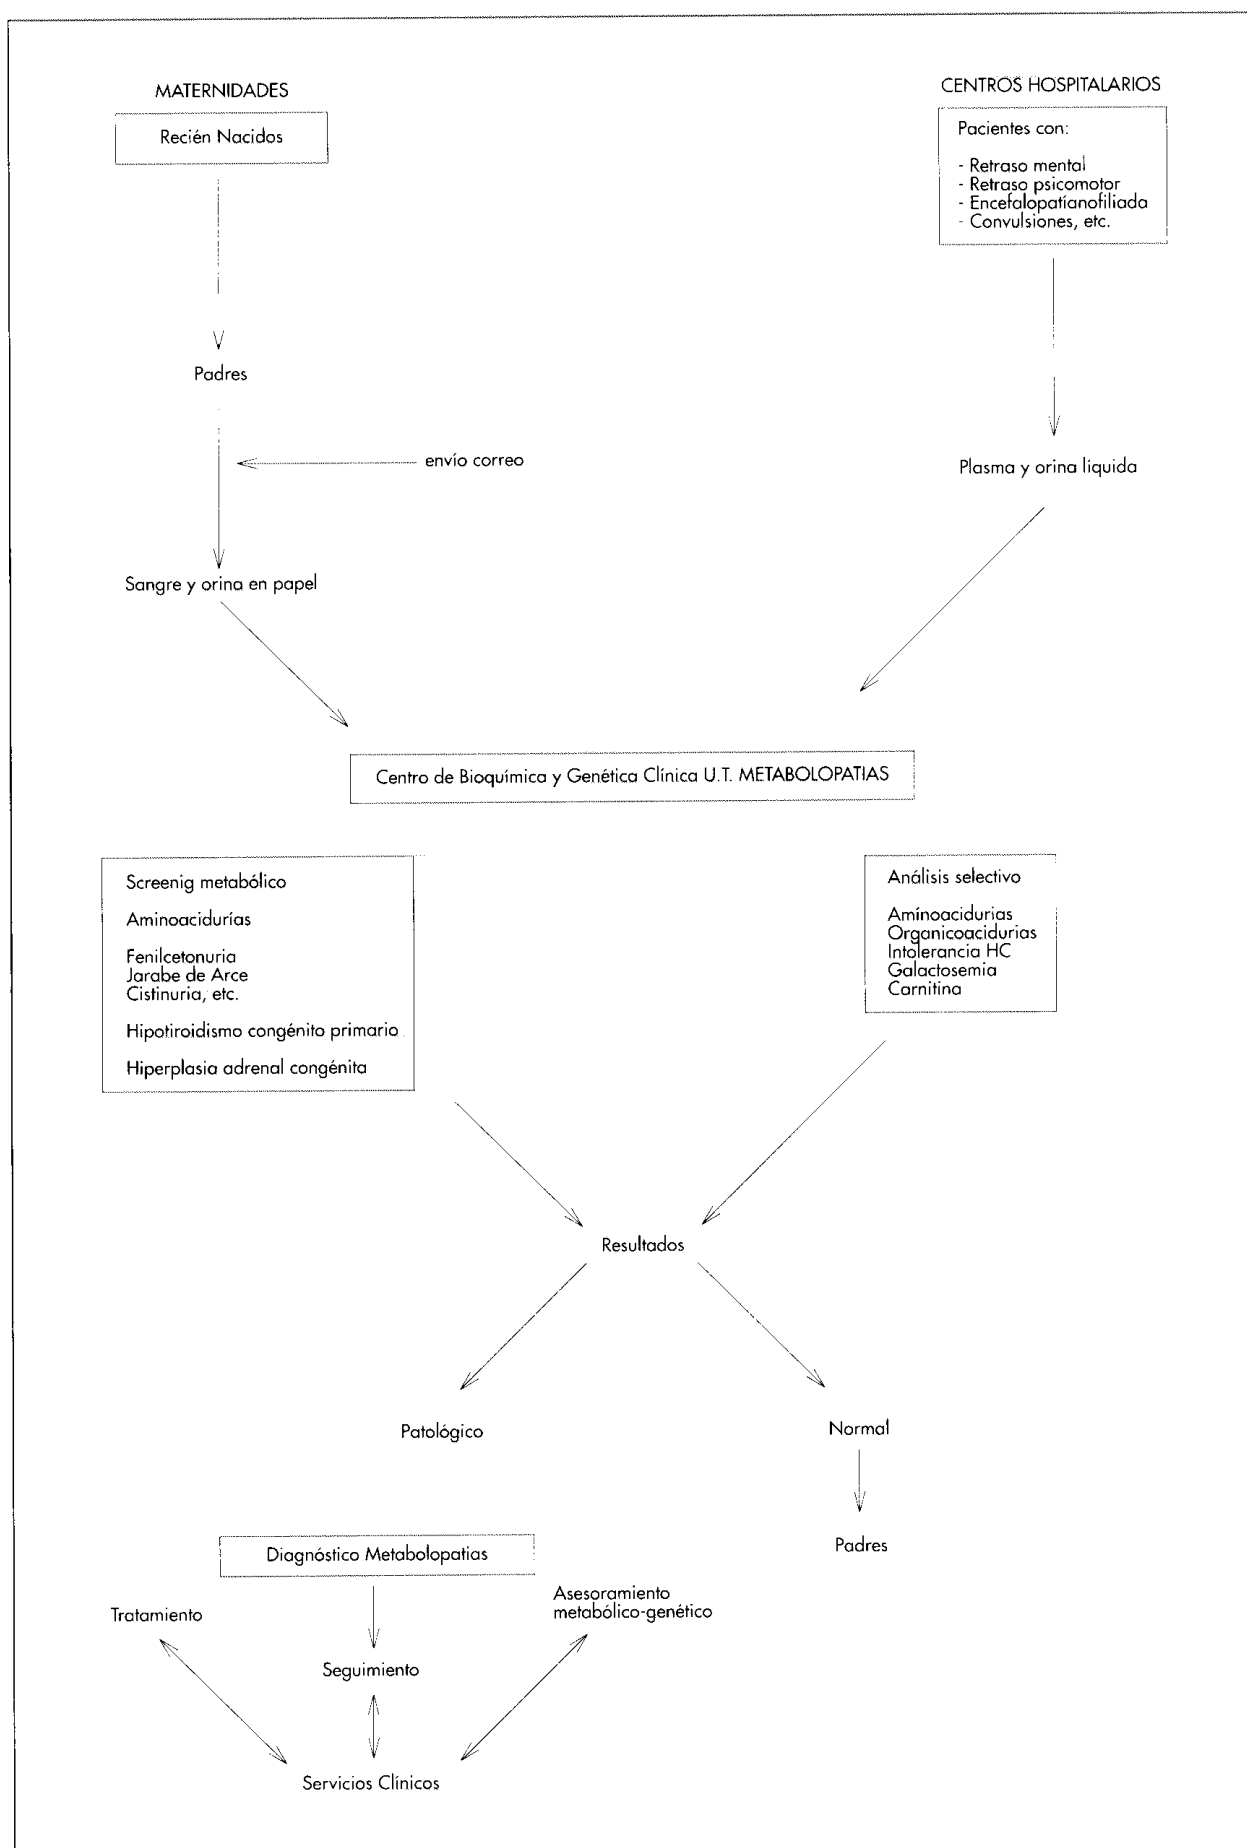 MATERNIDADES
Recién Nacidos
Padres
envío correo
Sangre y orina en papel
CENTROS HOSPITALARIOS
Pacientes con:
- Retraso mental
- Retraso psicomotor
- Encefalopatíanofiliada
- Convulsiones, etc.
Plasma y orina líquida
Centro de Bioquímica y Genética Clínica U.T. METABOLOPATIAS
Screenig metabólico
Aminoacidurías
Fenilcetonuria
Jarabe de Arce
Cistinuria, etc.
Hipotiroidismo congénito primario
Hiperplasia adrenal congénita
Análisis selectivo
Amínoacidurias
Organicoacidurias
Intolerancia HC
Galactosemia
Carnitina
Resultados
Patológico
Normal
Padres
Diagnóstico Metabolopatias
Tratamiento
Seguimiento
Asesoramiento
metabólico-genético
Servicios Clínicos